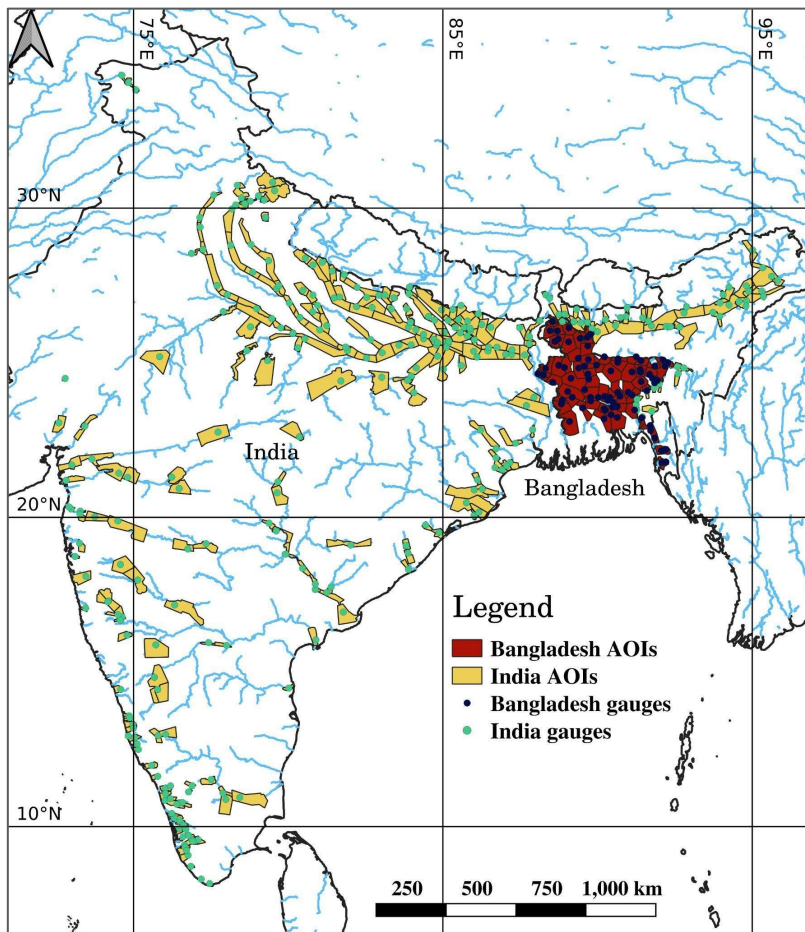 75°E
85°E
95°E
30°N
India
Bangladesh
20°N
Legend
Bangladesh AOIs
India AOIs
Bangladesh gauges
India gauges
10°N
250 500 750 1,000 km